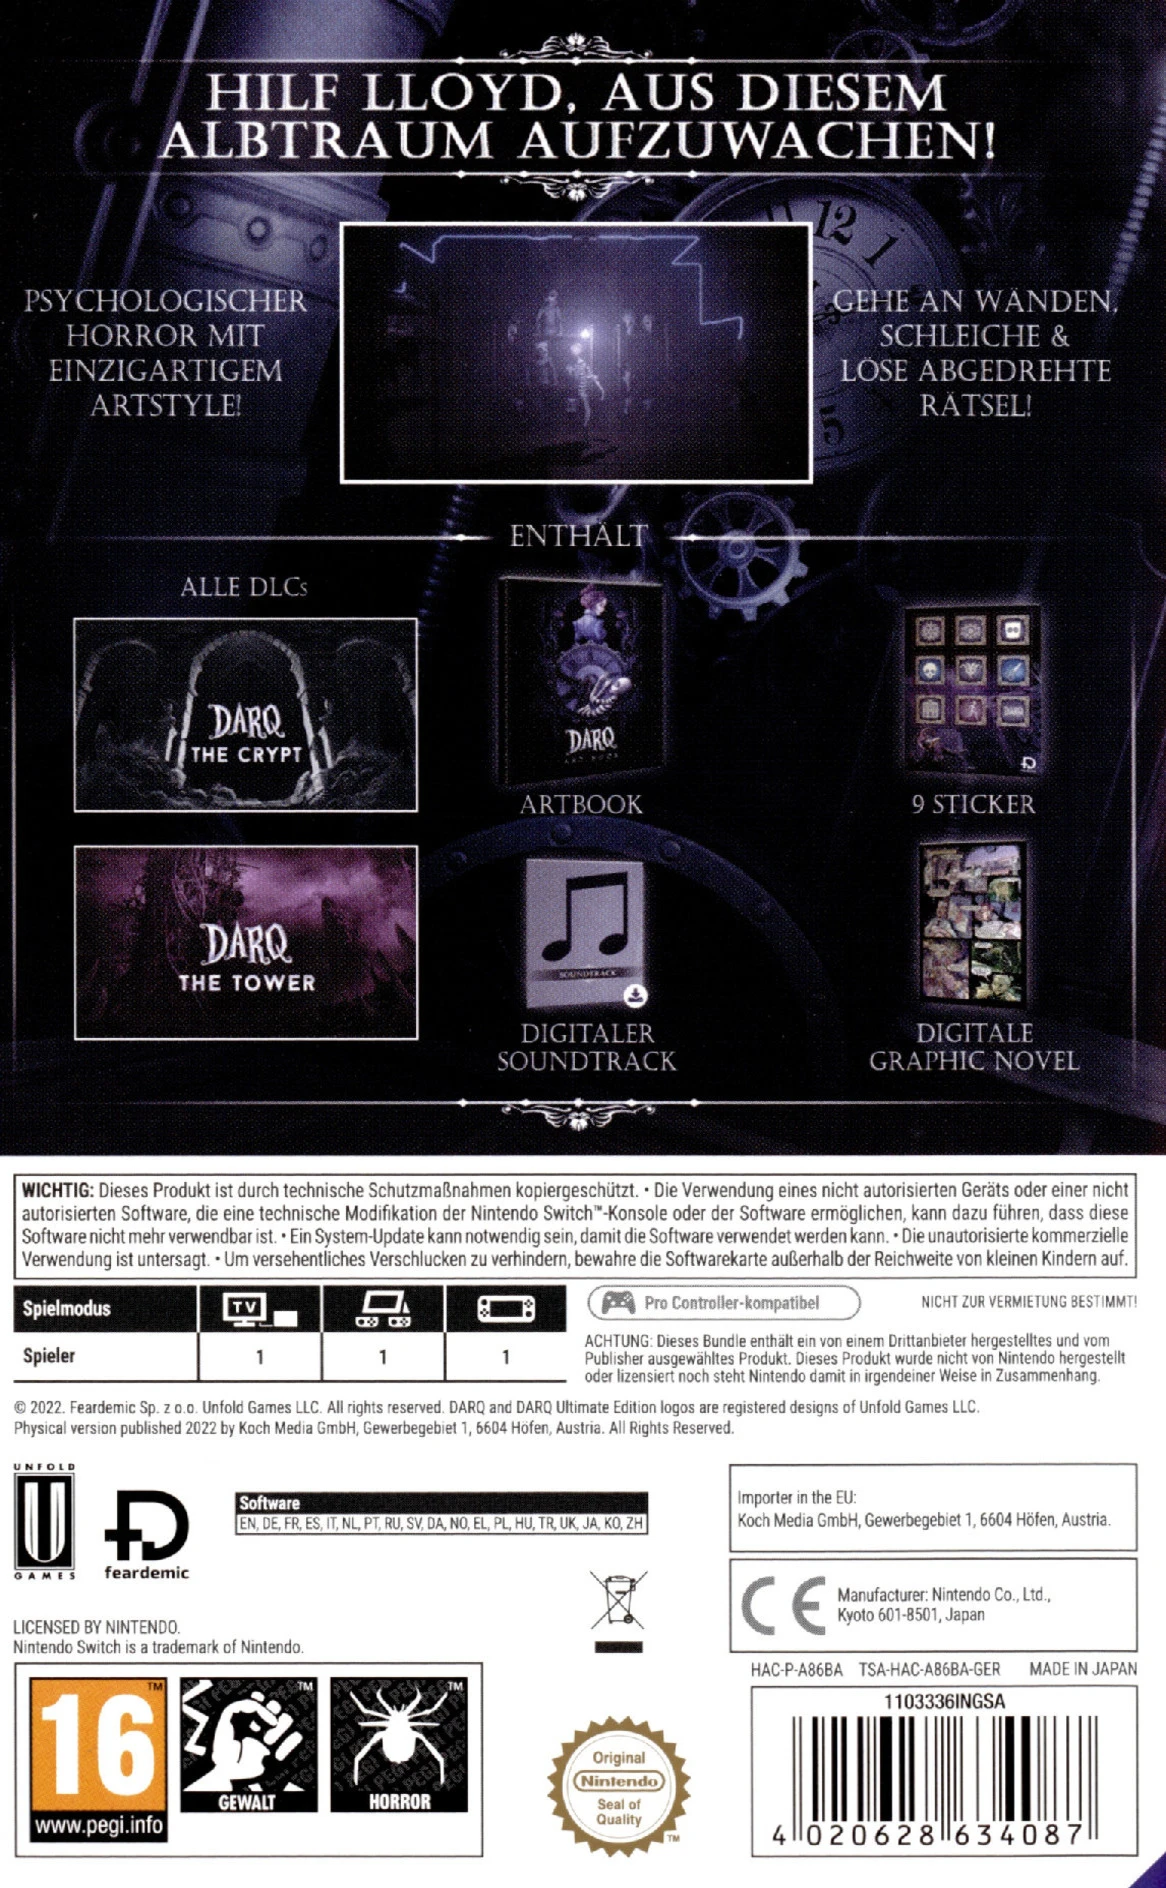 HILF LLOYD, AUS DIESEM
ALBTRAUM AUFZUWACHEN!
PSYCHOLOGISCHER
HORROR MIT
EINZIGARTIGEM
ARTSTYLE!
11 12 1
5
GEHE AN WÄNDEN,
SCHLEICHE &
LÖSE ABGEDREHTE
RÄTSEL!
ENTHÄLT
ALLE DLCs
DARQ
THE CRYPT
DARQ
THE TOWER
DARQ
ART BOOK
ARTBOOK
9 STICKER
SOUNDTRACK
DIGITALER
SOUNDTRACK
DIGITALE
GRAPHIC NOVEL
WICHTIG: Dieses Produkt ist durch technische Schutzmaßnahmen kopiergeschützt. • Die Verwendung eines nicht autorisierten Geräts oder einer nicht
autorisierten Software, die eine technische Modifikation der Nintendo Switch™-Konsole oder der Software ermöglichen, kann dazu führen, dass diese
Software nicht mehr verwendbar ist. • Ein System-Update kann notwendig sein, damit die Software verwendet werden kann. • Die unautorisierte kommerzielle
Verwendung ist untersagt. • Um versehentliches Verschlucken zu verhindern, bewahre die Softwarekarte außerhalb der Reichweite von kleinen Kindern auf.
Spielmodus TV
Spieler 1 1 1
Pro Controller-kompatibel
NICHT ZUR VERMIETUNG BESTIMMT!
ACHTUNG: Dieses Bundle enthält ein von einem Drittanbieter hergestelltes und vom
Publisher ausgewähltes Produkt. Dieses Produkt wurde nicht von Nintendo hergestellt
oder lizensiert noch steht Nintendo damit in irgendeiner Weise in Zusammenhang.
© 2022. Feardemic Sp. z o.o. Unfold Games LLC. All rights reserved. DARQ and DARQ Ultimate Edition logos are registered designs of Unfold Games LLC.
Physical version published 2022 by Koch Media GmbH, Gewerbegebiet 1, 6604 Höfen, Austria. All Rights Reserved.
UNFOLD
U
GAMES
feardemic
Software
EN, DE, FR, ES, IT, NL, PT, RU, SV, DA, NO, EL, PL, HU, TR, UK, JA, KO, ZH
Importer in the EU:
Koch Media GmbH, Gewerbegebiet 1, 6604 Höfen, Austria.
CE
Manufacturer: Nintendo Co., Ltd.,
Kyoto 601-8501, Japan
LICENSED BY NINTENDO.
Nintendo Switch is a trademark of Nintendo.
HAC-P-A86BA TSA-HAC-A86BA-GER MADE IN JAPAN
16 ™
www.pegi.info
™
GEWALT
™
HORROR
Original
Nintendo
Seal of
Quality
TM
1103336INGSA
4 020628 634087